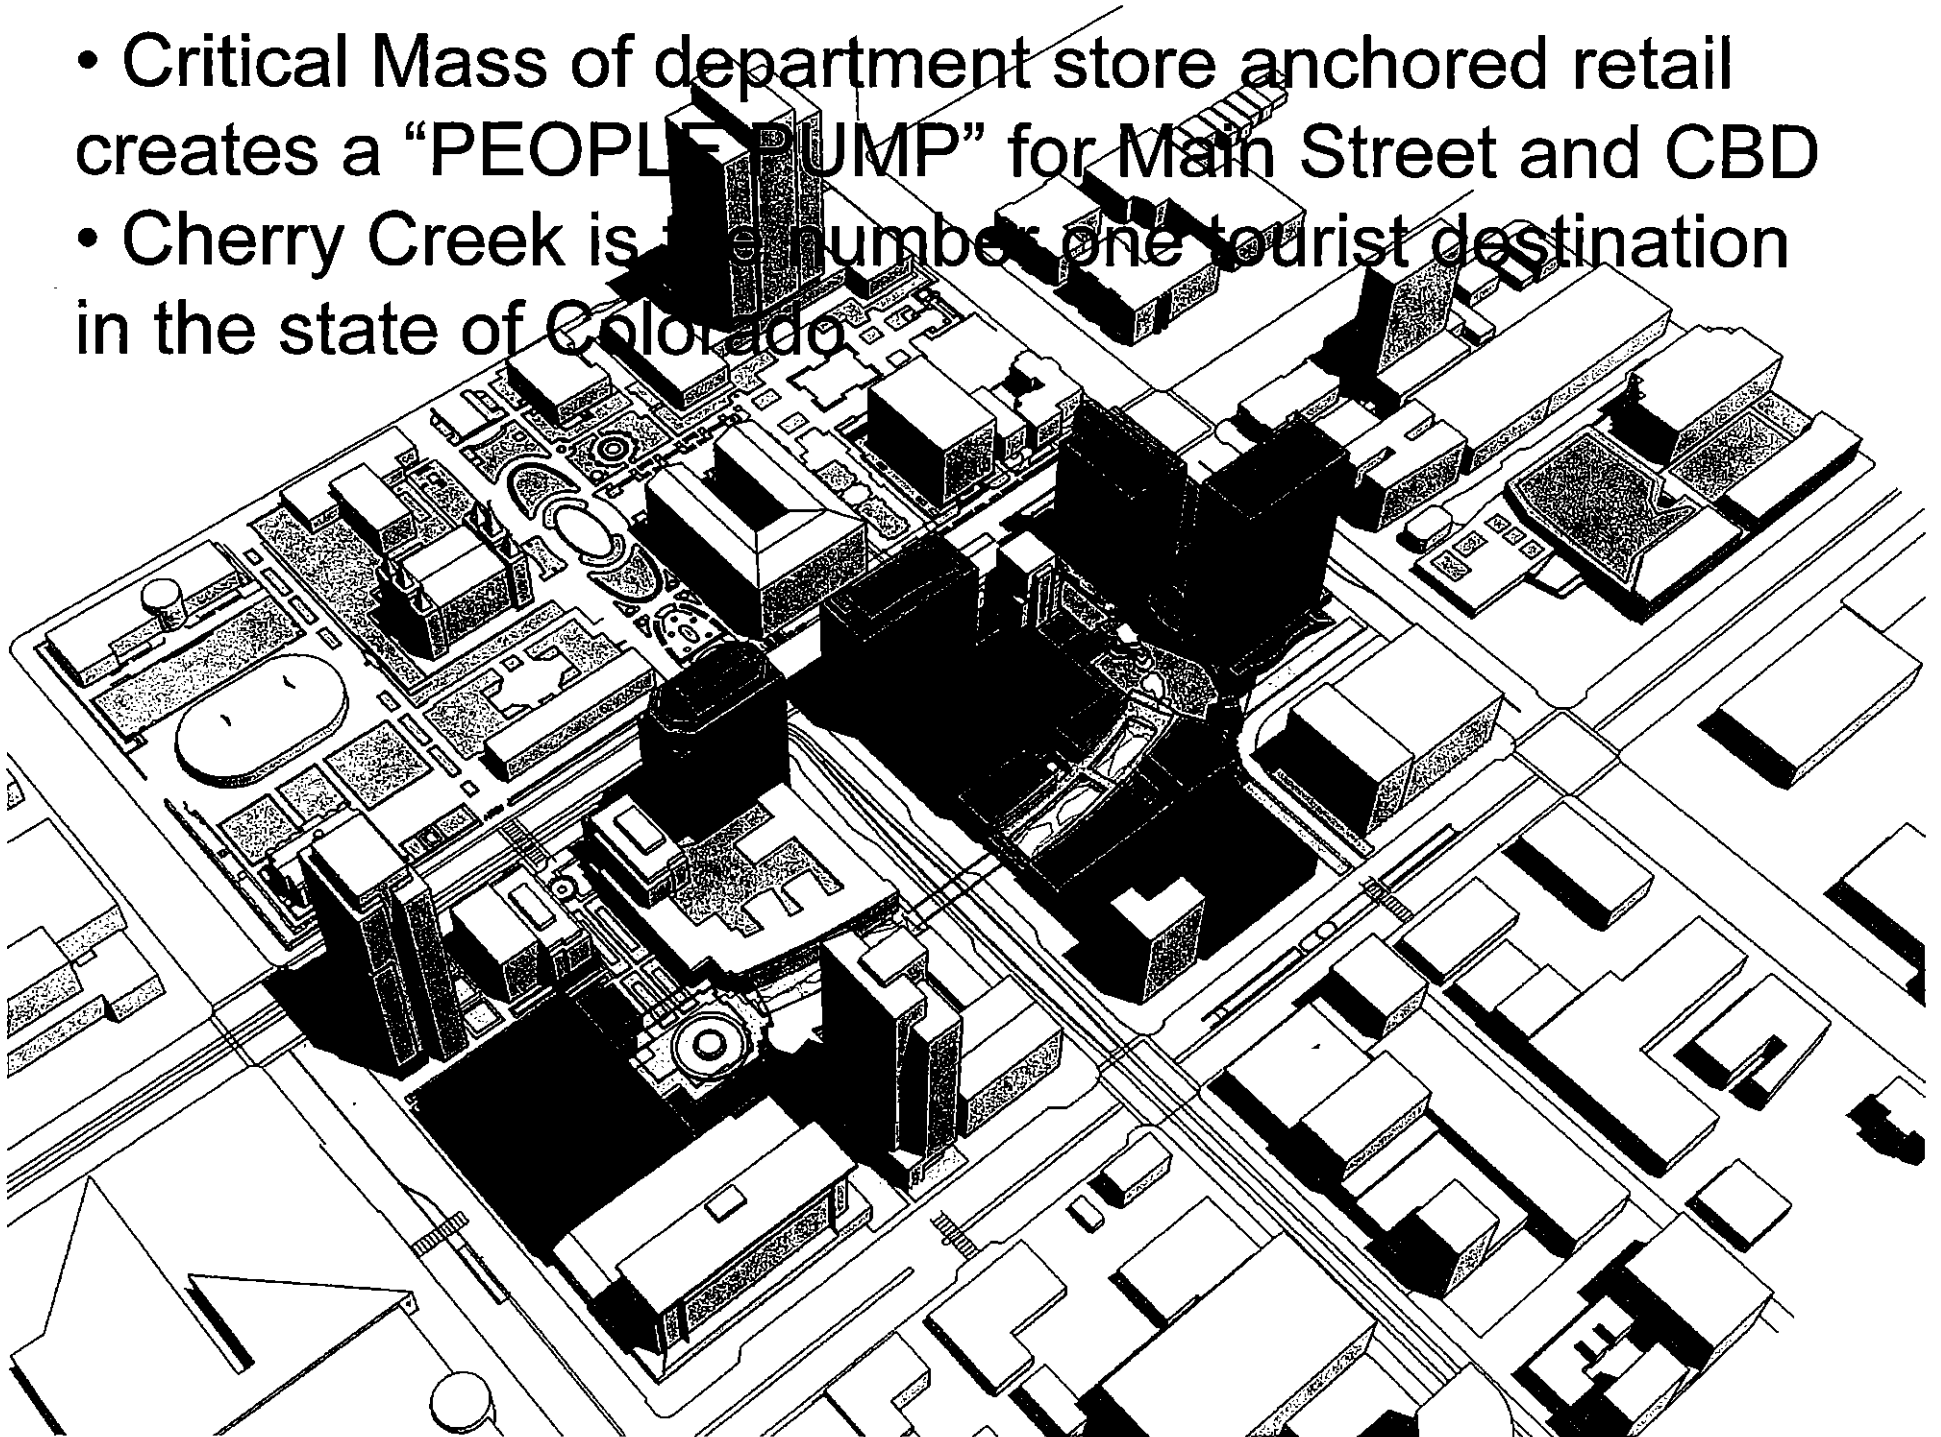 • Critical Mass of department store anchored retail
creates a “PEOPLE PUMP” for Main Street and CBD
• Cherry Creek is the number one tourist destination
in the state of Colorado